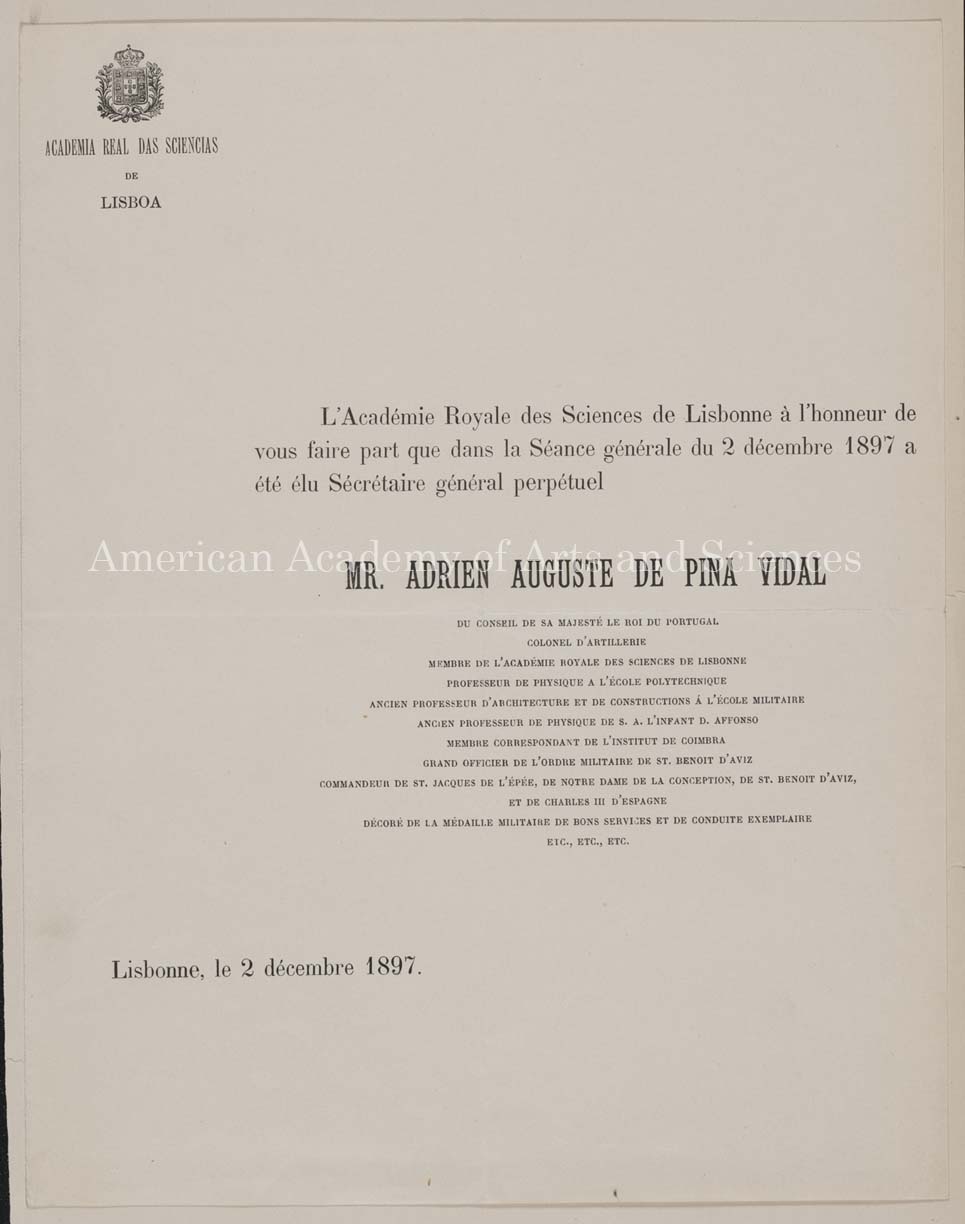 ACADEMIA REAL DAS SCIENCIAS
DE
LISBOA
L'Académie Royale des Sciences de Lisbonne à l'honneur de
vous faire part que dans la Séance générale du 2 décembre 1897 a
été élu Sécrétaire général perpétuel
American Academy of Arts and Sciences
MR. ADRIEN AUGUSTE DE PINA VIDAL
DU CONSEIL DE SA MAJESTÉ LE ROI DU PORTUGAL
COLONEL D'ARTILLERIE
MEMBRE DE L'ACADÉMIE ROYALE DES SCIENCES DE LISBONNE
PROFESSEUR DE PHYSIQUE A L'ÉCOLE POLYTECHNIQUE
ANCIEN PROFESSEUR D'ARCHITECTURE ET DE CONSTRUCTIONS Á L'ÉCOLE MILITAIRE
ANCIEN PROFESSEUR DE PHYSIQUE DE S. A. L'INFANT D. AFFONSO
MEMBRE CORRESPONDANT DE L'INSTITUT DE COIMBRA
GRAND OFFICIER DE L'ORDRE MILITAIRE DE ST. BENOIT D'AVIZ
COMMANDEUR DE ST. JACQUES DE L'ÉPÉE, DE NOTRE DAME DE LA CONCEPTION, DE ST. BENOIT D'AVIZ,
ET DE CHARLES III D'ESPAGNE
DÉCORÉ DE LA MÉDAILLE MILITAIRE DE BONS SERVICES ET DE CONDUITE EXEMPLAIRE
ETC., ETC., ETC.
Lisbonne, le 2 décembre 1897.